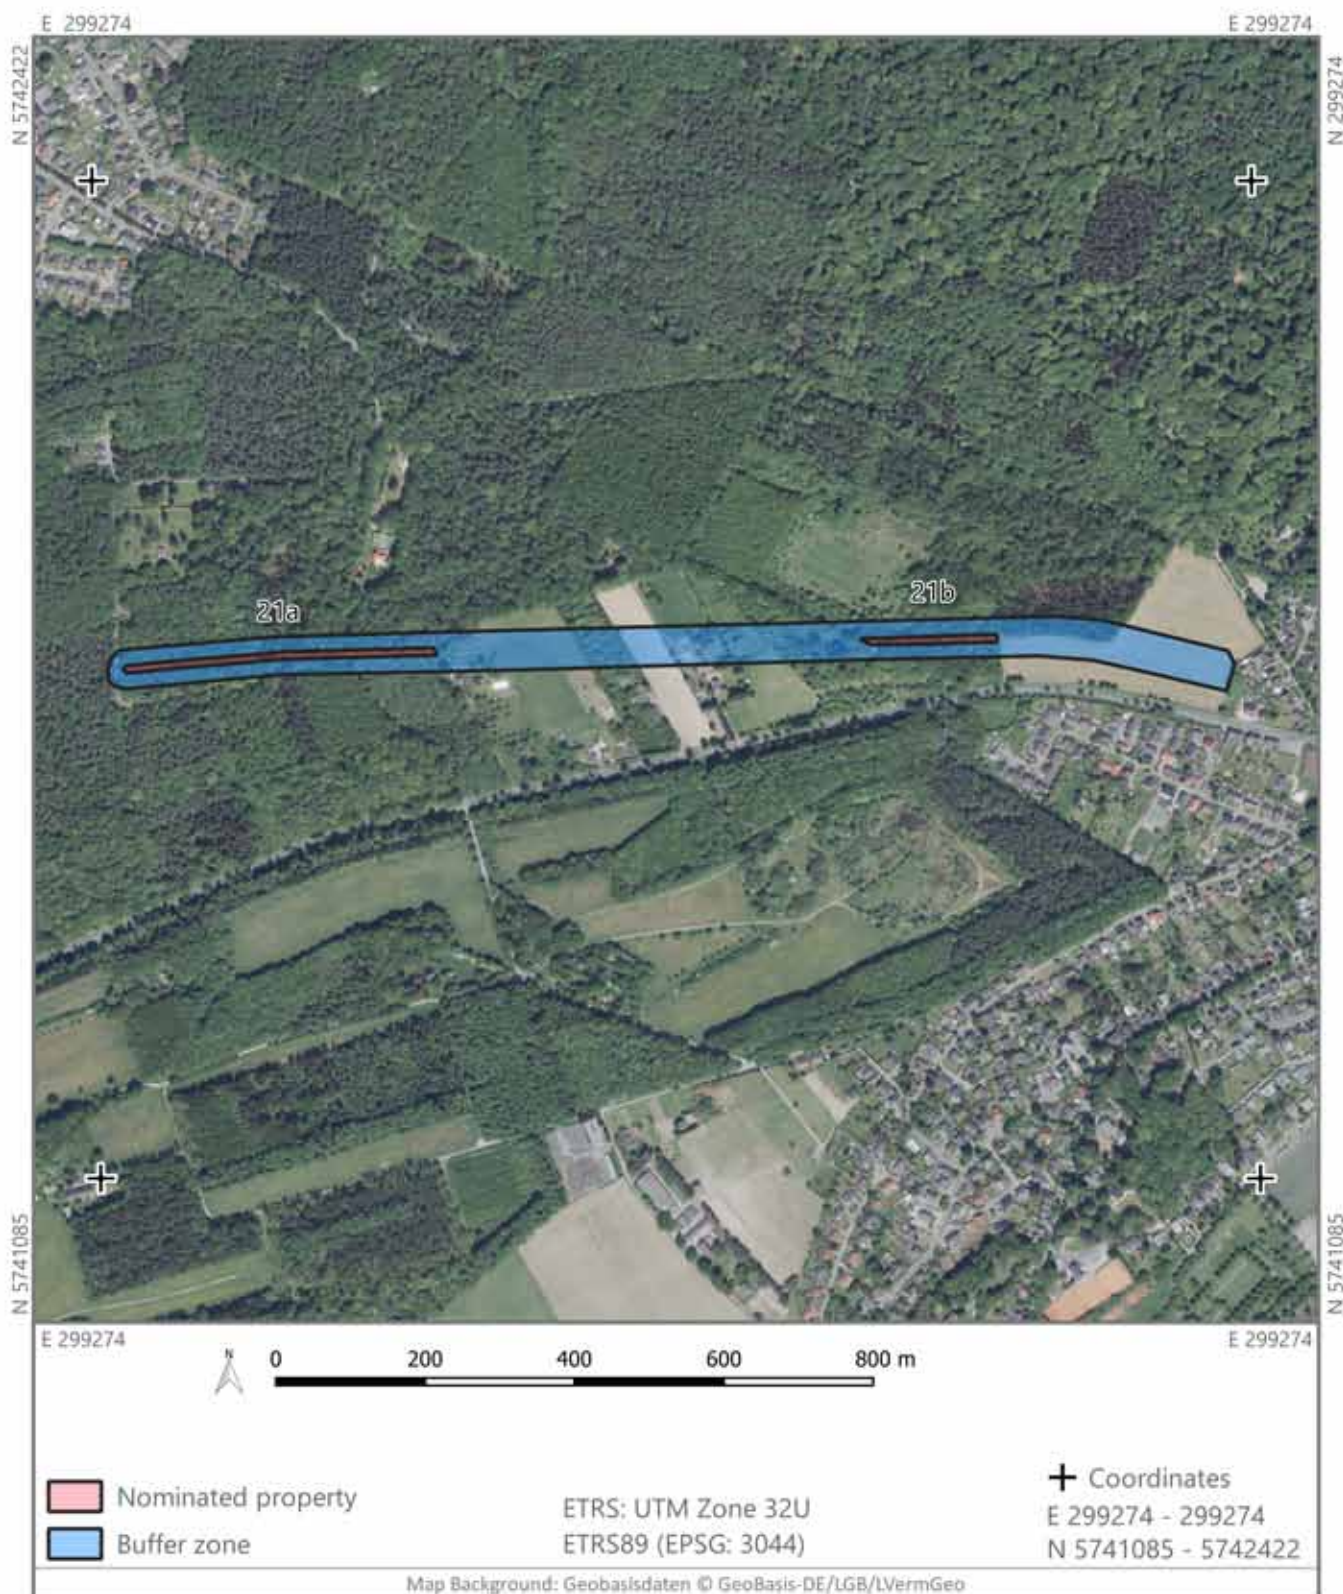 E 299274
E 299274
N 5742422
N 299274
21a
21b
N 5741085
N 5741085
E 299274
E 299274
N
0 200 400 600 800 m
Nominated property
Buffer zone
ETRS: UTM Zone 32U
ETRS89 (EPSG: 3044)
Coordinates
E 299274 - 299274
N 5741085 - 5742422
Map Background: Geobasisdaten © GeoBasis-DE/LGB/LVermGeo